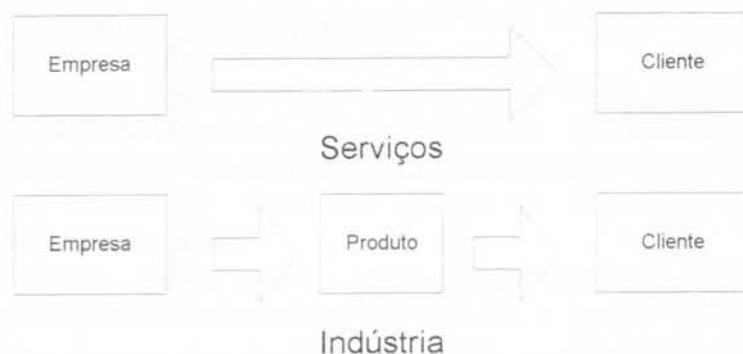 Empresa
Cliente
Serviços
Empresa
Produto
Cliente
Indústria